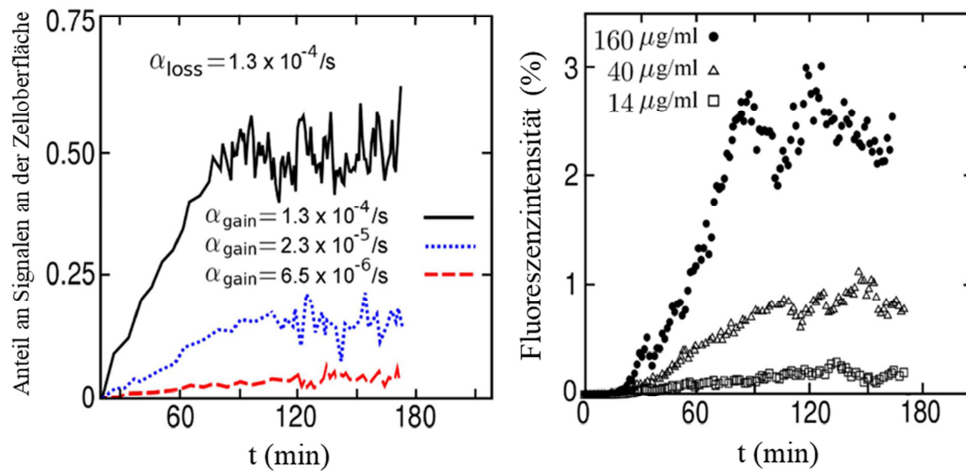 Anteil an Signalen an der Zelloberfläche
0.75
0.50
0.25
0
α_loss = 1.3 x 10⁻⁴/s
α_gain = 1.3 x 10⁻⁴/s
α_gain = 2.3 x 10⁻⁵/s
α_gain = 6.5 x 10⁻⁶/s
60 120 180
t (min)
Fluoreszenzintensität (%)
3
2
1
0
160 μg/ml
40 μg/ml
14 μg/ml
0 60 120 180
t (min)